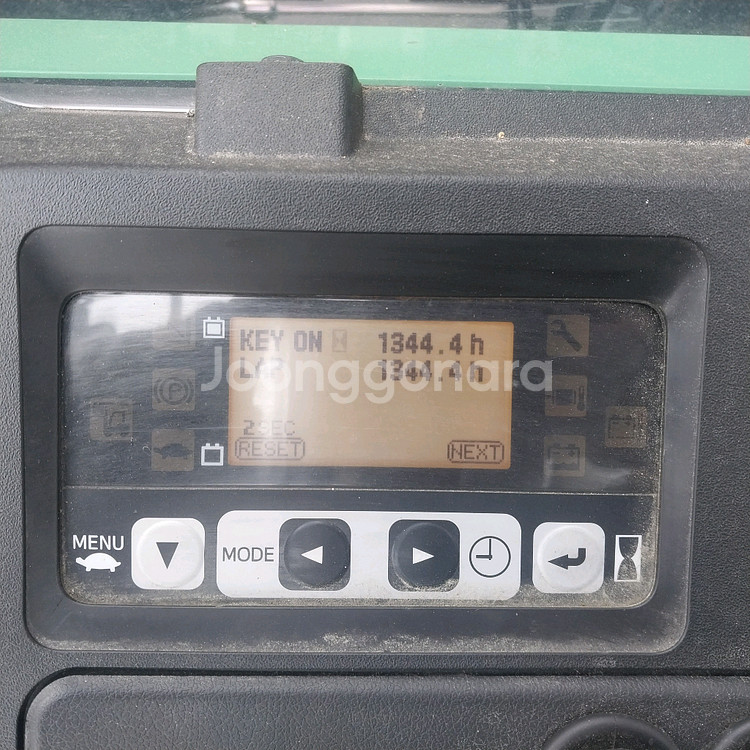 KEY ON 1344.4 h
1344.4 h
Joonggonara
2 SEC
RESET NEXT
MENU
MODE